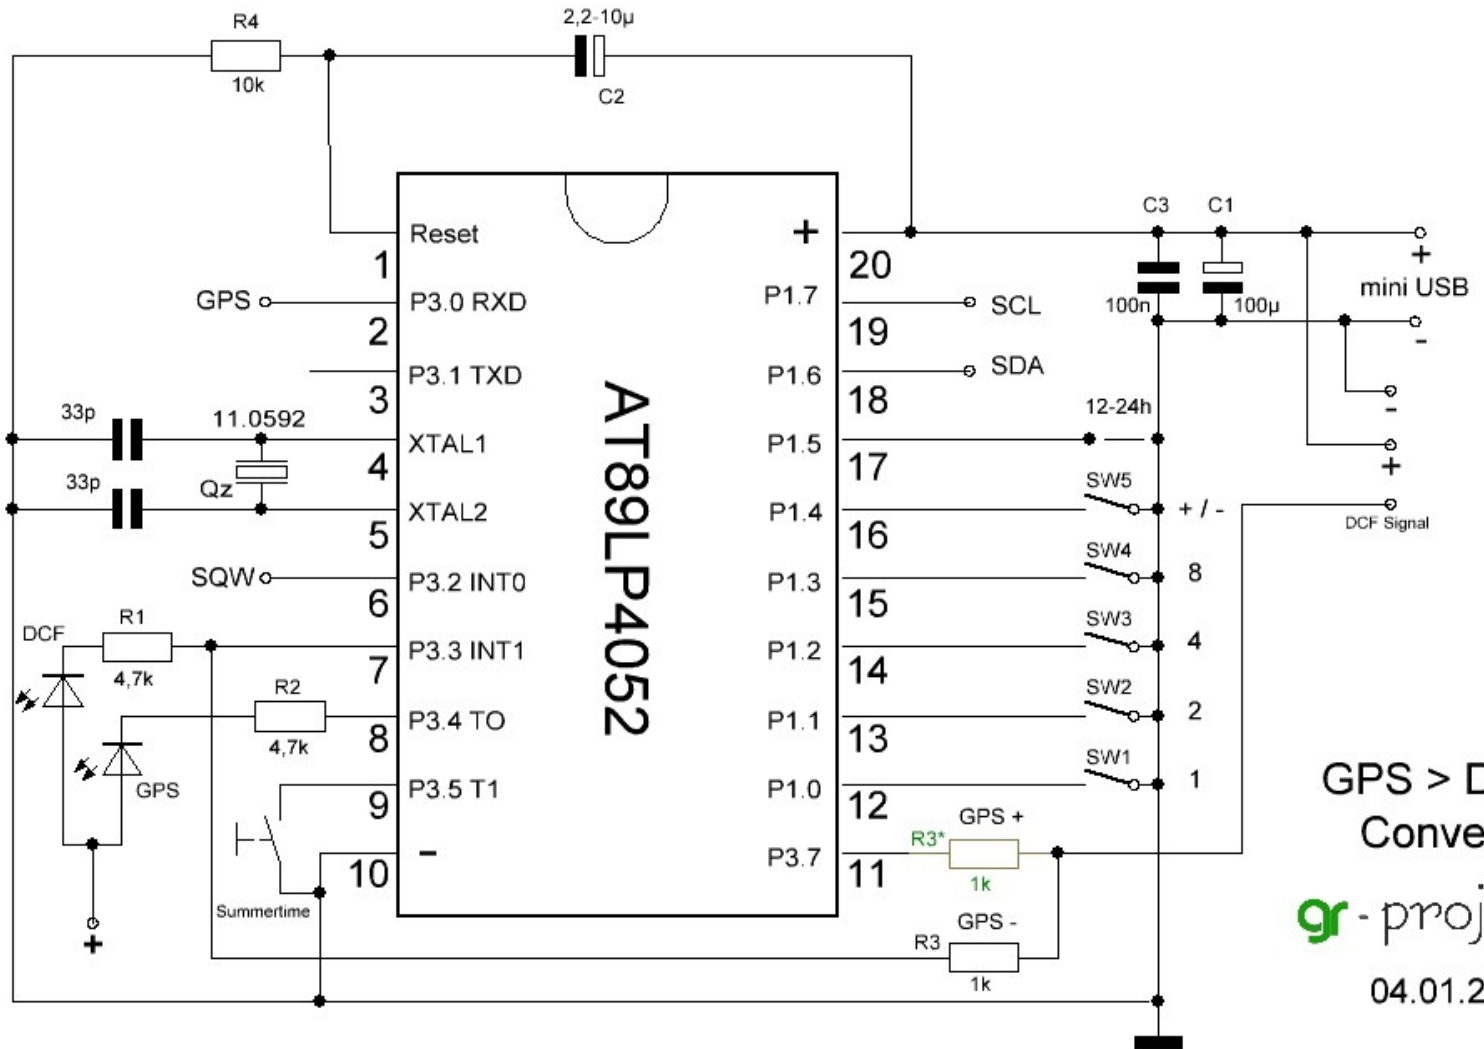 R4
10k
2,2-10µ
C2
Reset
1
+
20
GPS
P3.0 RXD
2
P1.7
19
SCL
P3.1 TXD
3
P1.6
18
SDA
33p
11.0592
XTAL1
4
P1.5
17
12-24h
33p
Qz
XTAL2
5
P1.4
16
SW5
+ / -
SQW
P3.2 INT0
6
P1.3
15
SW4
8
DCF
R1
4,7k
P3.3 INT1
7
P1.2
14
SW3
4
R2
4,7k
P3.4 TO
8
P1.1
13
SW2
2
GPS
P3.5 T1
9
P1.0
12
SW1
1
Summertime
-
10
P3.7
11
R3*
GPS +
1k
GPS -
R3
1k
+
AT89LP4052
C3
100n
C1
100µ
+
mini USB
-
-
+
DCF Signal
GPS >
Conve
gr - proj
04.01.2